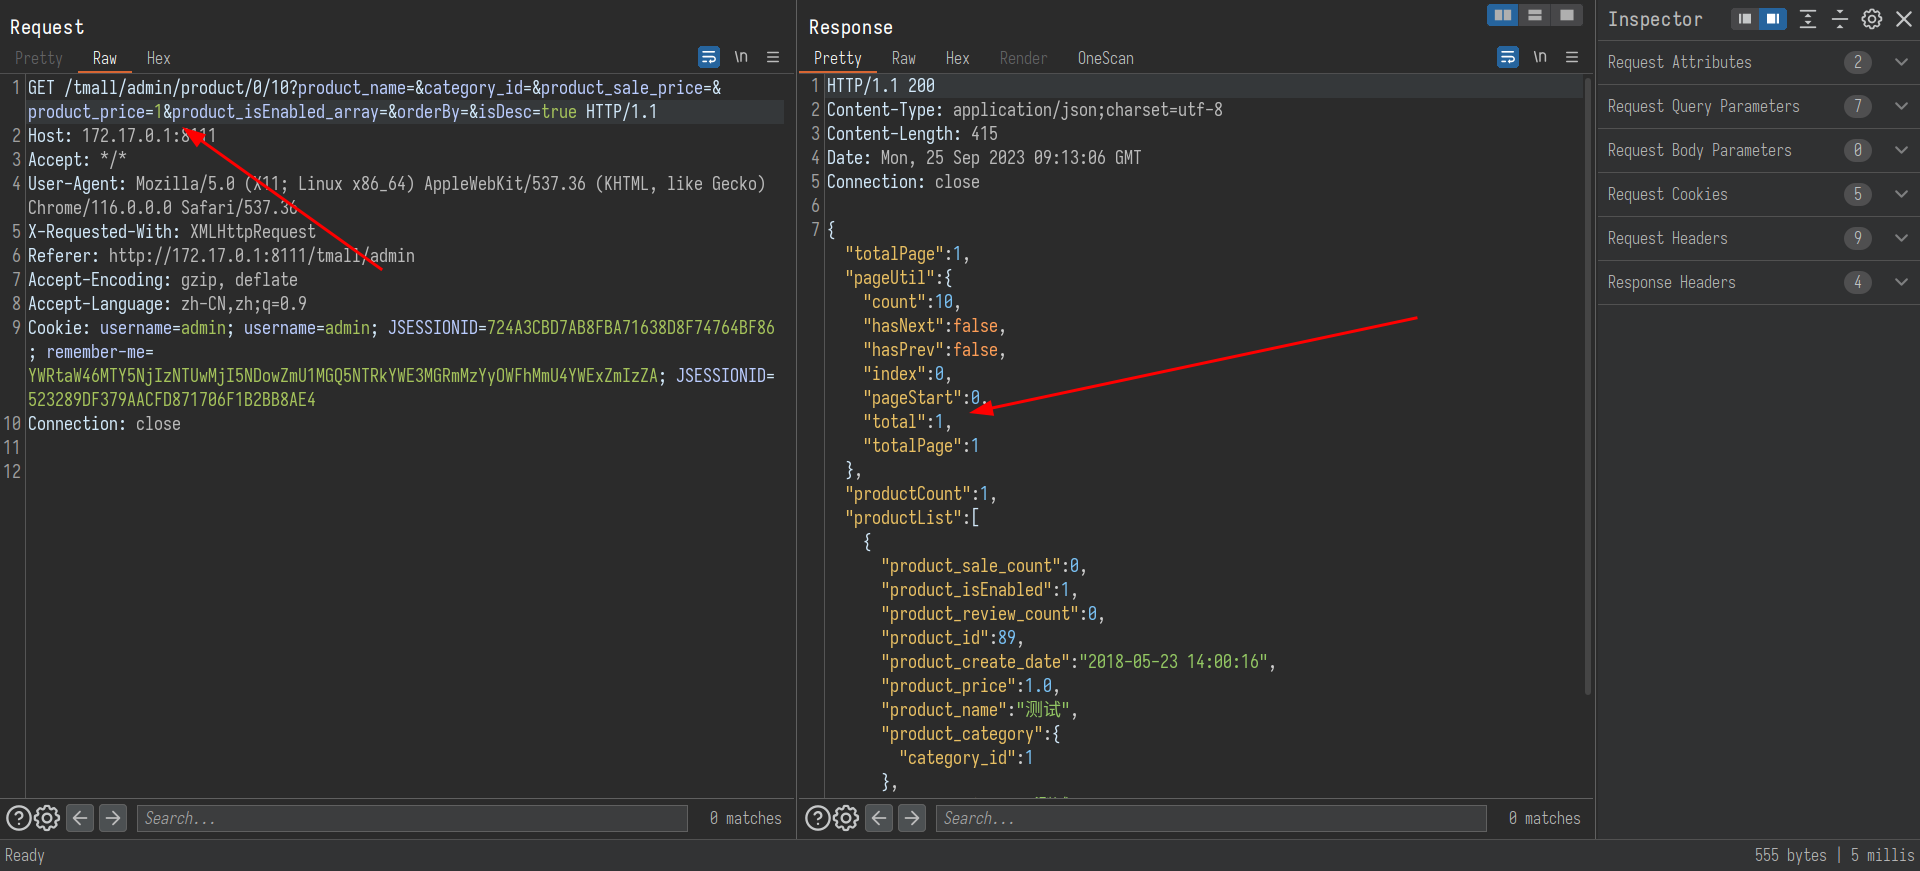 Request
Pretty Raw Hex
\n
1 GET /tmall/admin/product/0/10?product_name=&category_id=&product_sale_price=&
product_price=1&product_isEnabled_array=&orderBy=&isDesc=true HTTP/1.1
2 Host: 172.17.0.1:8111
3 Accept: */*
4 User-Agent: Mozilla/5.0 (X11; Linux x86_64) AppleWebKit/537.36 (KHTML, like Gecko)
Chrome/116.0.0.0 Safari/537.36
5 X-Requested-With: XMLHttpRequest
6 Referer: http://172.17.0.1:8111/tmall/admin
7 Accept-Encoding: gzip, deflate
8 Accept-Language: zh-CN,zh;q=0.9
9 Cookie: username=admin; username=admin; JSESSIONID=724A3CBD7AB8FBA71638D8F74764BF86
; remember-me=
YWRtaW46MTY5NjIzNTUwMjI5NDowZmU1MGQ5NTRkYWE3MGRmMzYyOWFhMmU4YWExZmIzZA; JSESSIONID=
523289DF379AACFD871706F1B2BB8AE4
10 Connection: close
11
12
Search...
0 matches
Response
Pretty Raw Hex Render OneScan
\n
1 HTTP/1.1 200
2 Content-Type: application/json;charset=utf-8
3 Content-Length: 415
4 Date: Mon, 25 Sep 2023 09:13:06 GMT
5 Connection: close
6
7 {
"totalPage":1,
"pageUtil":{
"count":10,
"hasNext":false,
"hasPrev":false,
"index":0,
"pageStart":0,
"total":1,
"totalPage":1
},
"productCount":1,
"productList":[
{
"product_sale_count":0,
"product_isEnabled":1,
"product_review_count":0,
"product_id":89,
"product_create_date":"2018-05-23 14:00:16",
"product_price":1.0,
"product_name":"测试",
"product_category":{
"category_id":1
},
Search...
0 matches
Inspector
Request Attributes 2
Request Query Parameters 7
Request Body Parameters 0
Request Cookies 5
Request Headers 9
Response Headers 4
Ready
555 bytes | 5 millis